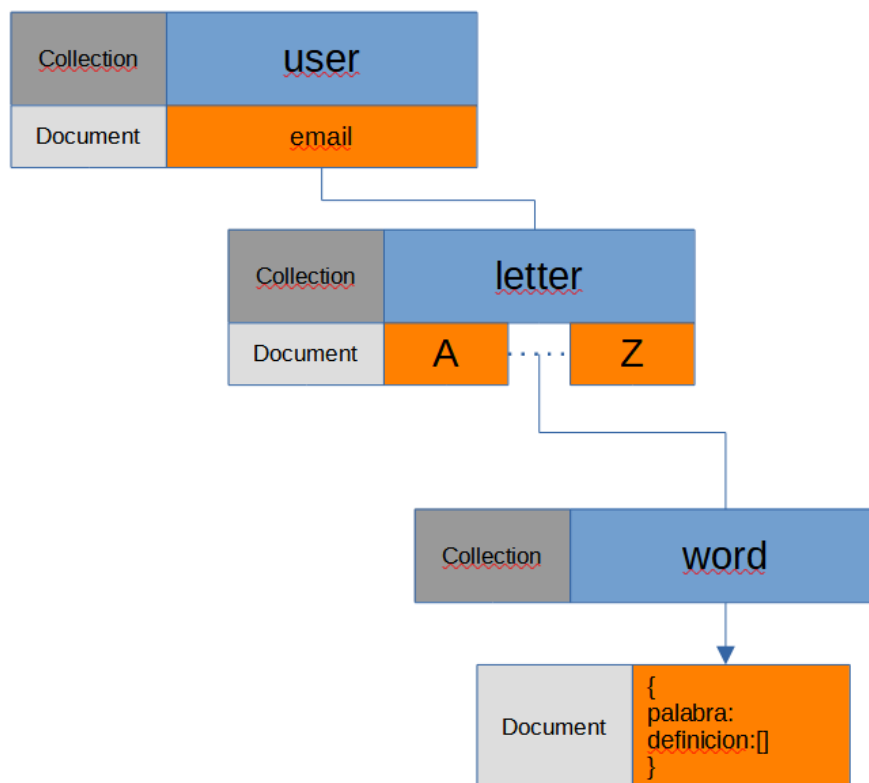 Collection user
Document email
Collection letter
Document A ..... Z
Collection word
{
palabra:
Document definicion:[]
}